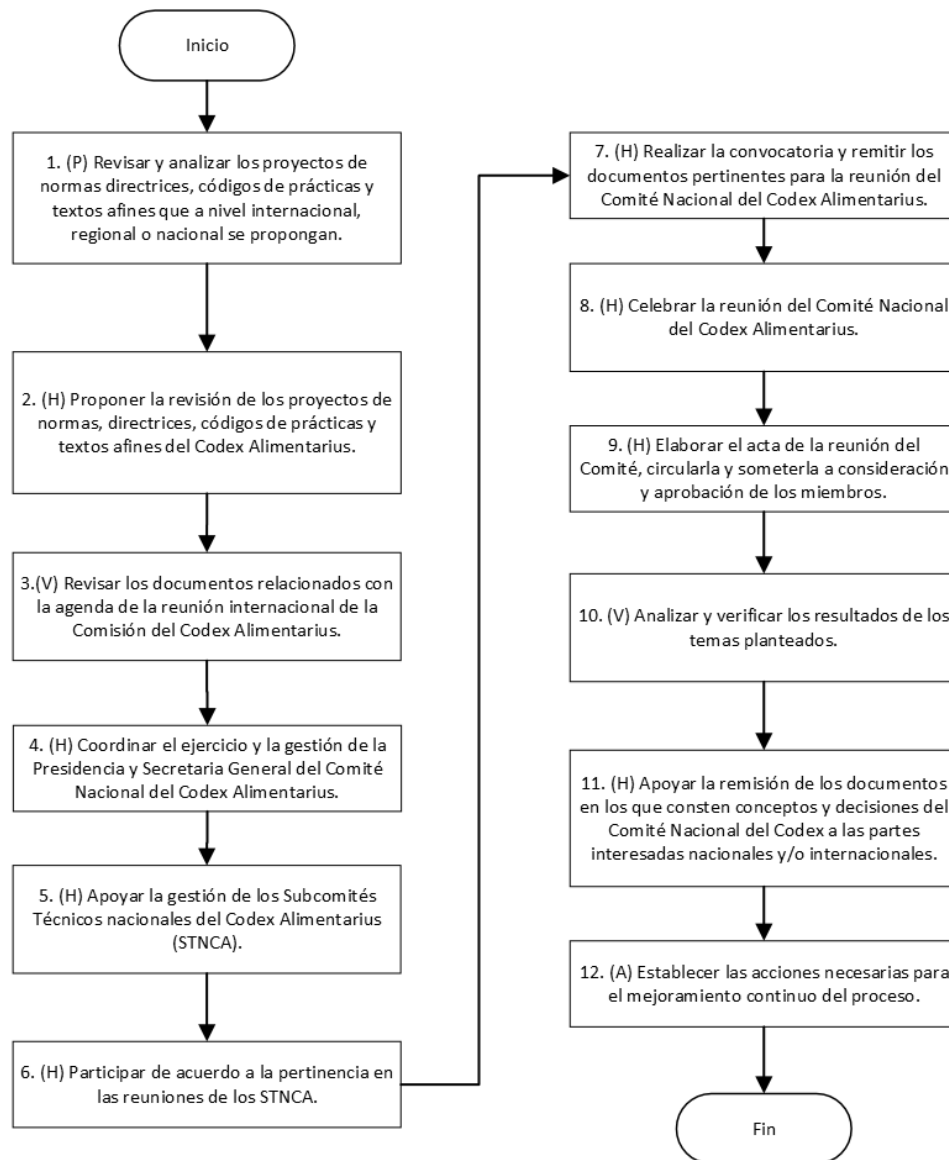 Inicio
1. (P) Revisar y analizar los proyectos de
normas directrices, códigos de prácticas y
textos afines que a nivel internacional,
regional o nacional se propongan.
2. (H) Proponer la revisión de los proyectos de
normas, directrices, códigos de prácticas y
textos afines del Codex Alimentarius.
3.(V) Revisar los documentos relacionados con
la agenda de la reunión internacional de la
Comisión del Codex Alimentarius.
4. (H) Coordinar el ejercicio y la gestión de la
Presidencia y Secretaria General del Comité
Nacional del Codex Alimentarius.
5. (H) Apoyar la gestión de los Subcomités
Técnicos nacionales del Codex Alimentarius
(STNCA).
6. (H) Participar de acuerdo a la pertinencia en
las reuniones de los STNCA.
7. (H) Realizar la convocatoria y remitir los
documentos pertinentes para la reunión del
Comité Nacional del Codex Alimentarius.
8. (H) Celebrar la reunión del Comité Nacional
del Codex Alimentarius.
9. (H) Elaborar el acta de la reunión del
Comité, circularla y someterla a consideración
y aprobación de los miembros.
10. (V) Analizar y verificar los resultados de los
temas planteados.
11. (H) Apoyar la remisión de los documentos
en los que consten conceptos y decisiones del
Comité Nacional del Codex a las partes
interesadas nacionales y/o internacionales.
12. (A) Establecer las acciones necesarias para
el mejoramiento continuo del proceso.
Fin